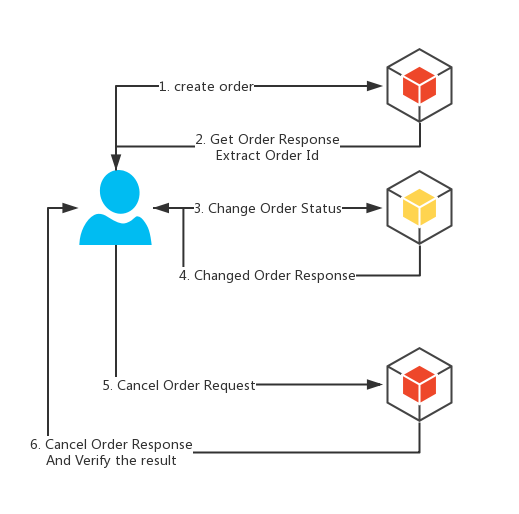 1. create order
2. Get Order Response
Extract Order Id
3. Change Order Status
4. Changed Order Response
5. Cancel Order Request
6. Cancel Order Response
And Verify the result